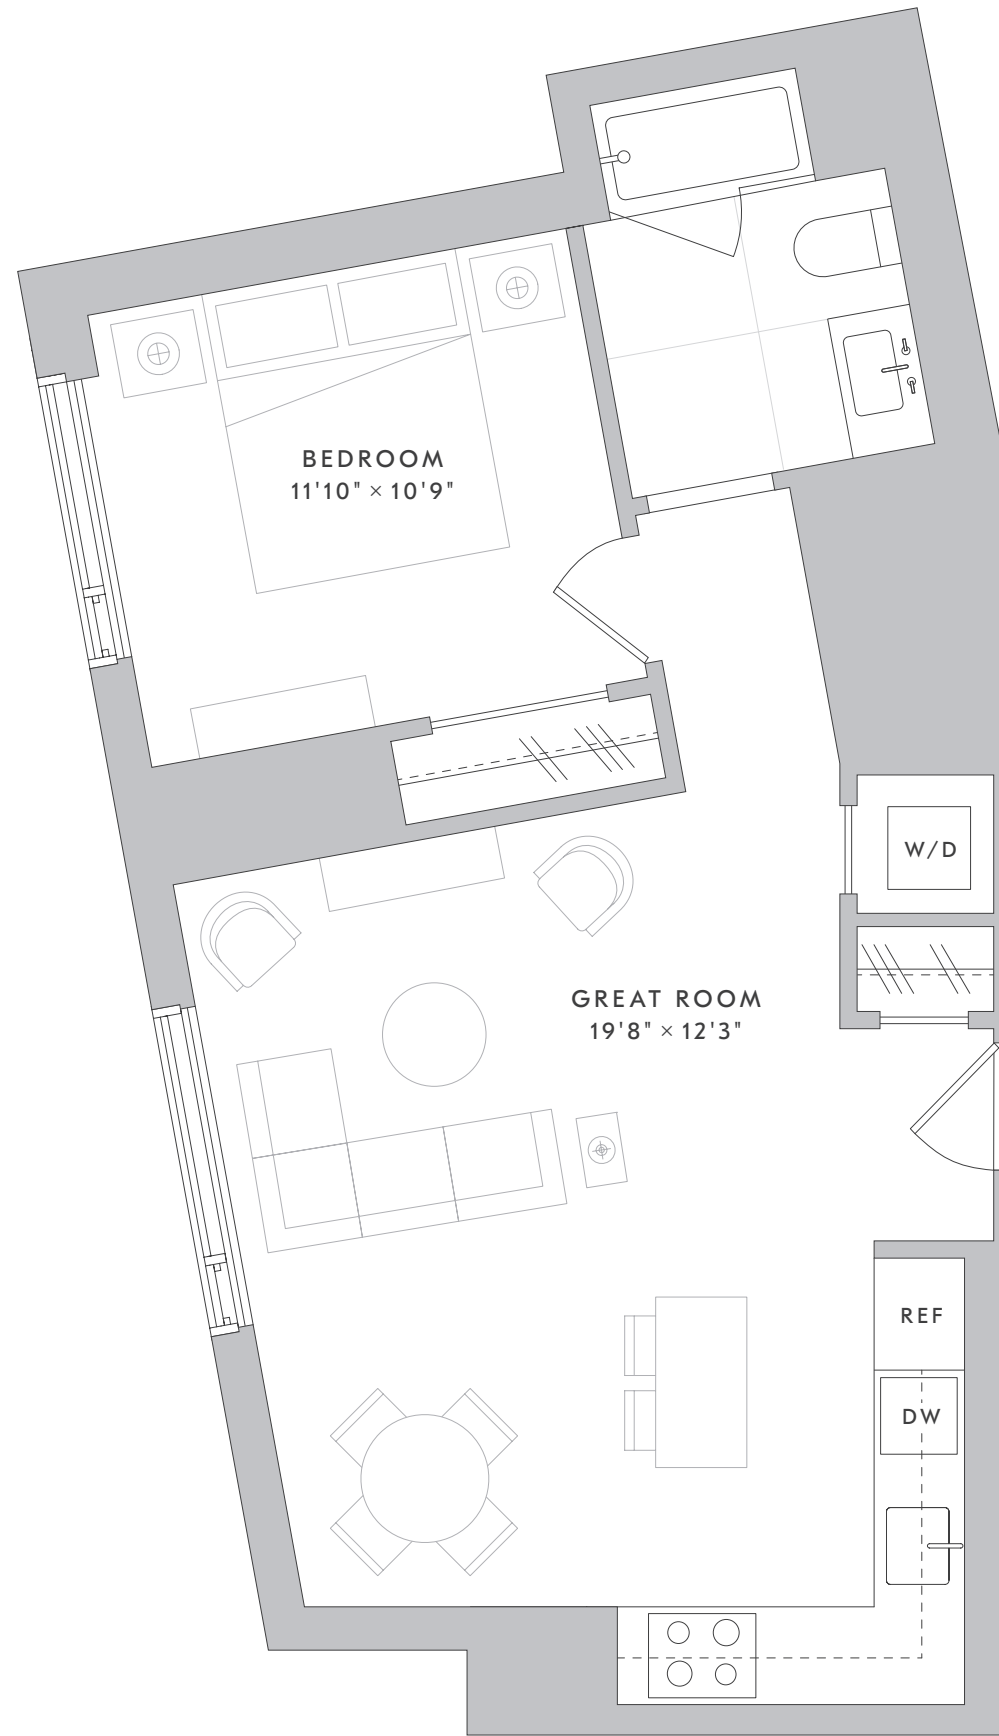 BEDROOM
11'10" × 10'9"
W/D
GREAT ROOM
19'8" × 12'3"
REF
DW